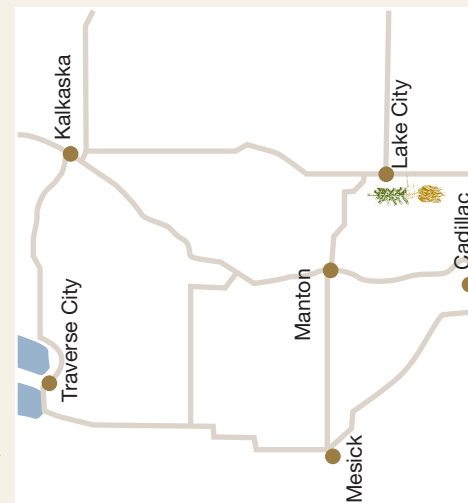 Kalkaska
Lake City
Cadillac
Manton
Traverse City
Mesick